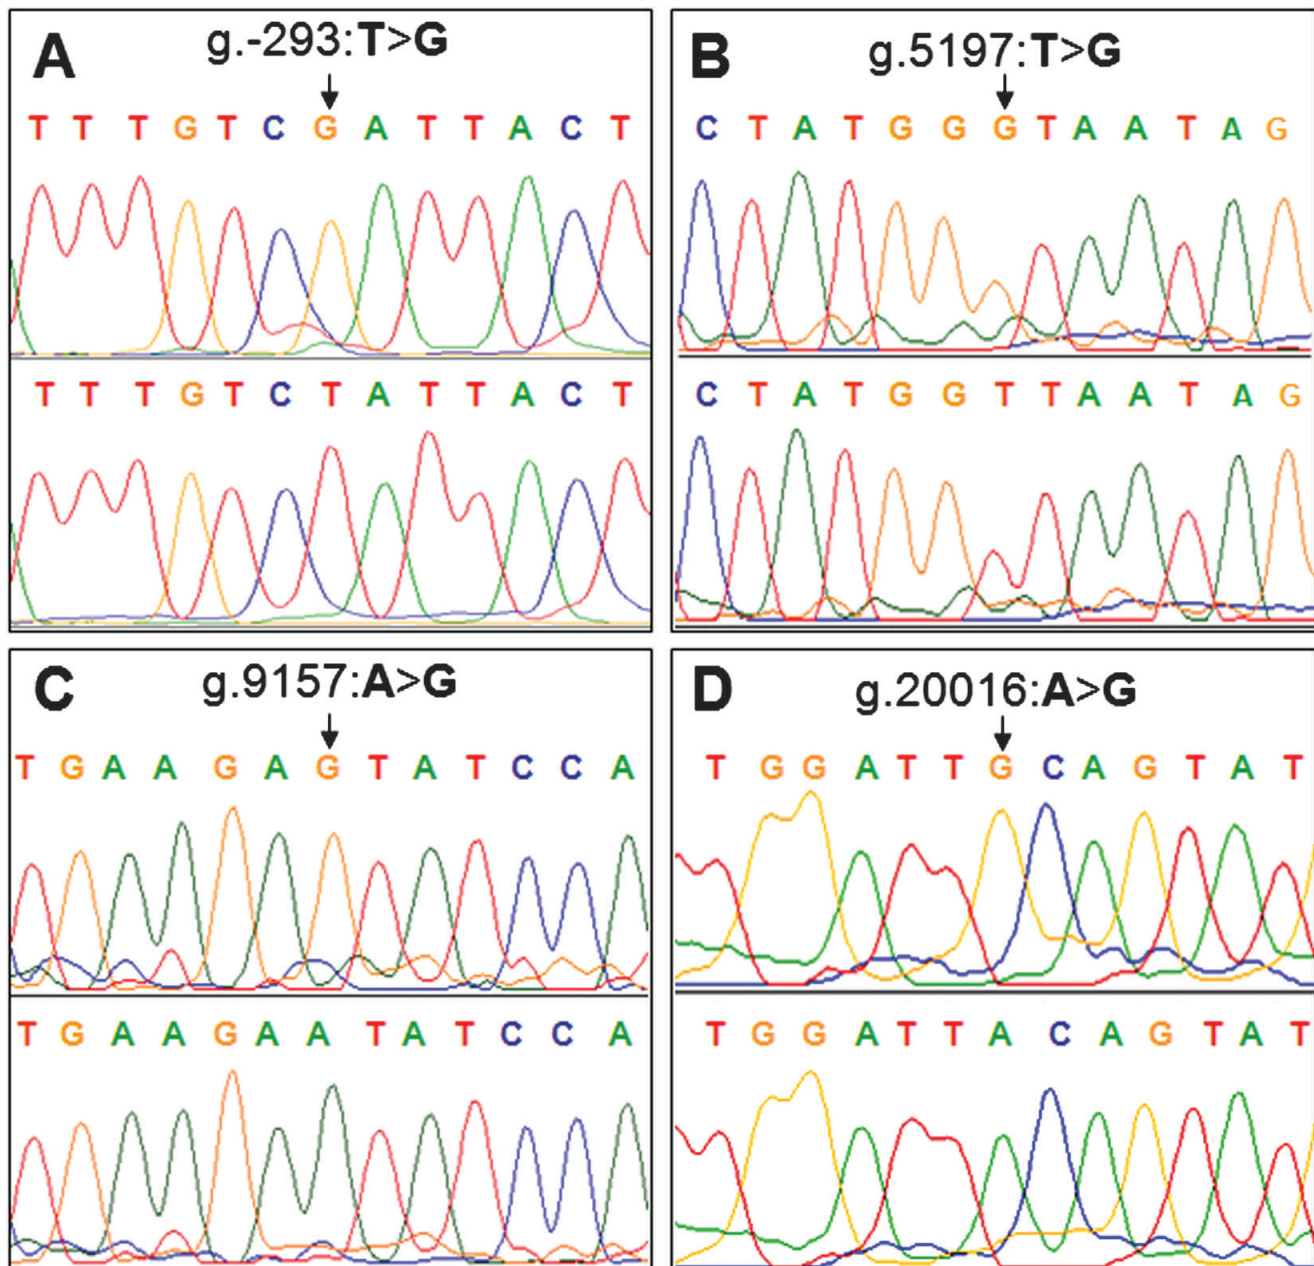 A
g.-293:T>G
T T T G T C G A T T A C T
T T T G T C T A T T A C T
B
g.5197:T>G
C T A T G G G T A A T A G
C T A T G G T T A A T A G
C
g.9157:A>G
T G A A G A G T A T C C A
T G A A G A A T A T C C A
D
g.20016:A>G
T G G A T T G C A G T A T
T G G A T T A C A G T A T